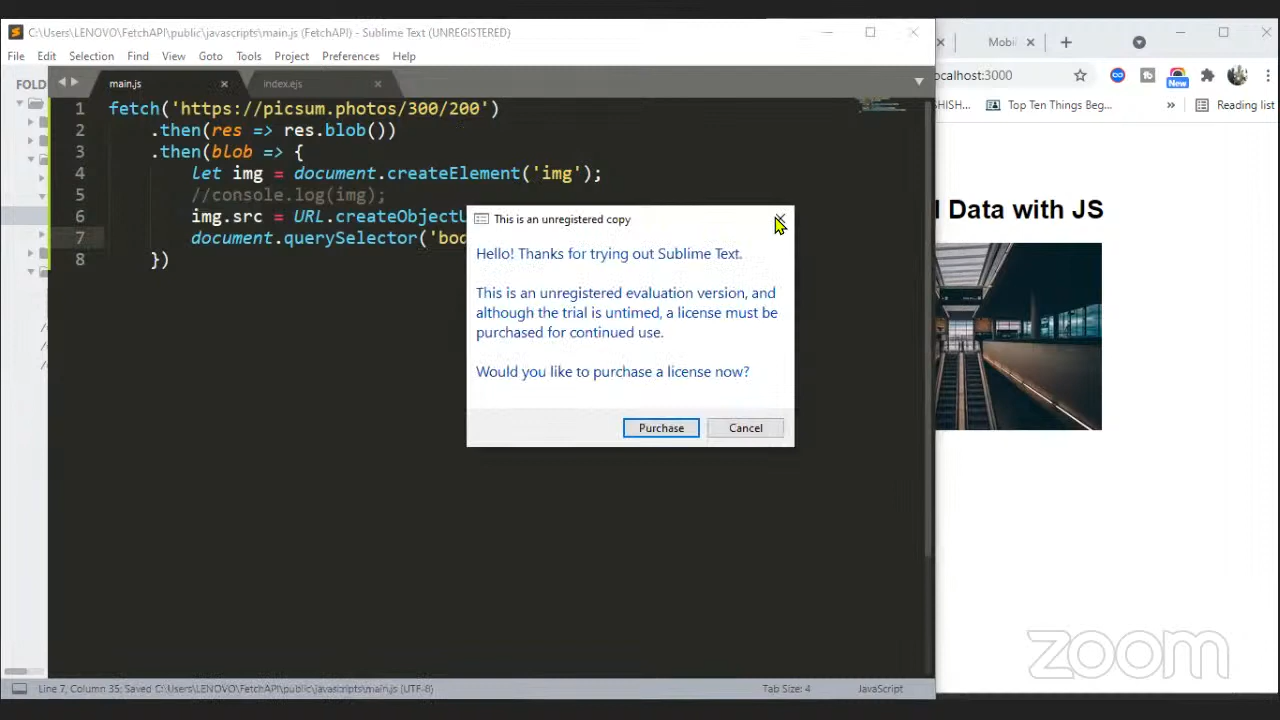 C:\Users\LENOVO\FetchAPI\public\javascripts\main.js (FetchAPI) - Sublime Text (UNREGISTERED)
File Edit Selection Find View Goto Tools Project Preferences Help
FOLD
main.js
index.ejs
1 fetch('https://picsum.photos/300/200')
2 .then(res => res.blob())
3 .then(blob => {
4 let img = document.createElement('img');
5 //console.log(img);
6 img.src = URL.createObjectU
7 document.querySelector('bod
8 })
This is an unregistered copy
Hello! Thanks for trying out Sublime Text.
This is an unregistered evaluation version, and
although the trial is untimed, a license must be
purchased for continued use.
Would you like to purchase a license now?
Purchase
Cancel
Mobil
ocalhost:3000
New
HISH... Top Ten Things Beg... » Reading list
Data with JS
zoom
Line 7, Column 35; Saved C:\Users\LENOVO\FetchAPI\public\javascripts\main.js (UTF-8)
Tab Size: 4
JavaScript